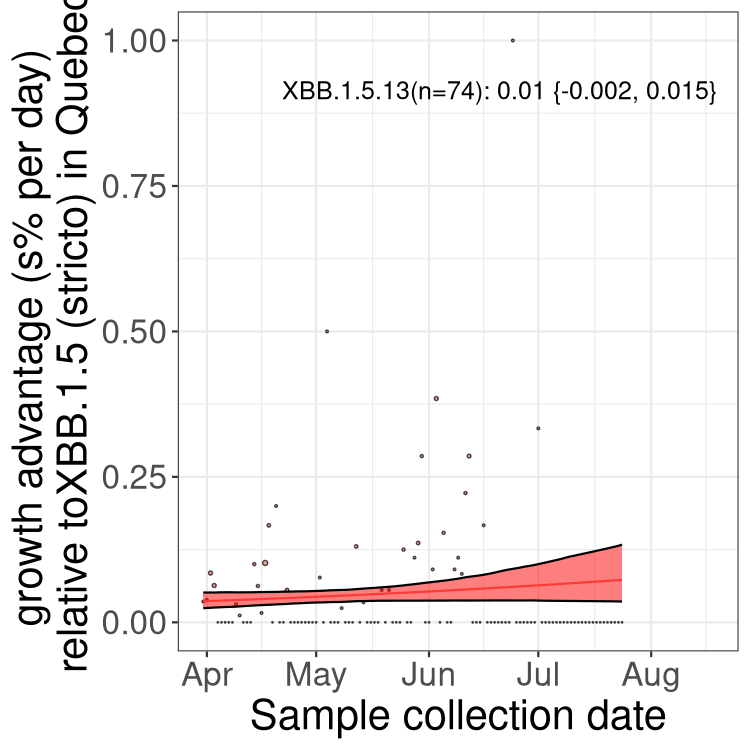 growth advantage (s% per day)
relative toXBB.1.5 (stricto) in Quebec
1.00
0.75
0.50
0.25
0.00
XBB.1.5.13(n=74): 0.01 {-0.002, 0.015}
Apr May Jun Jul Aug
Sample collection date